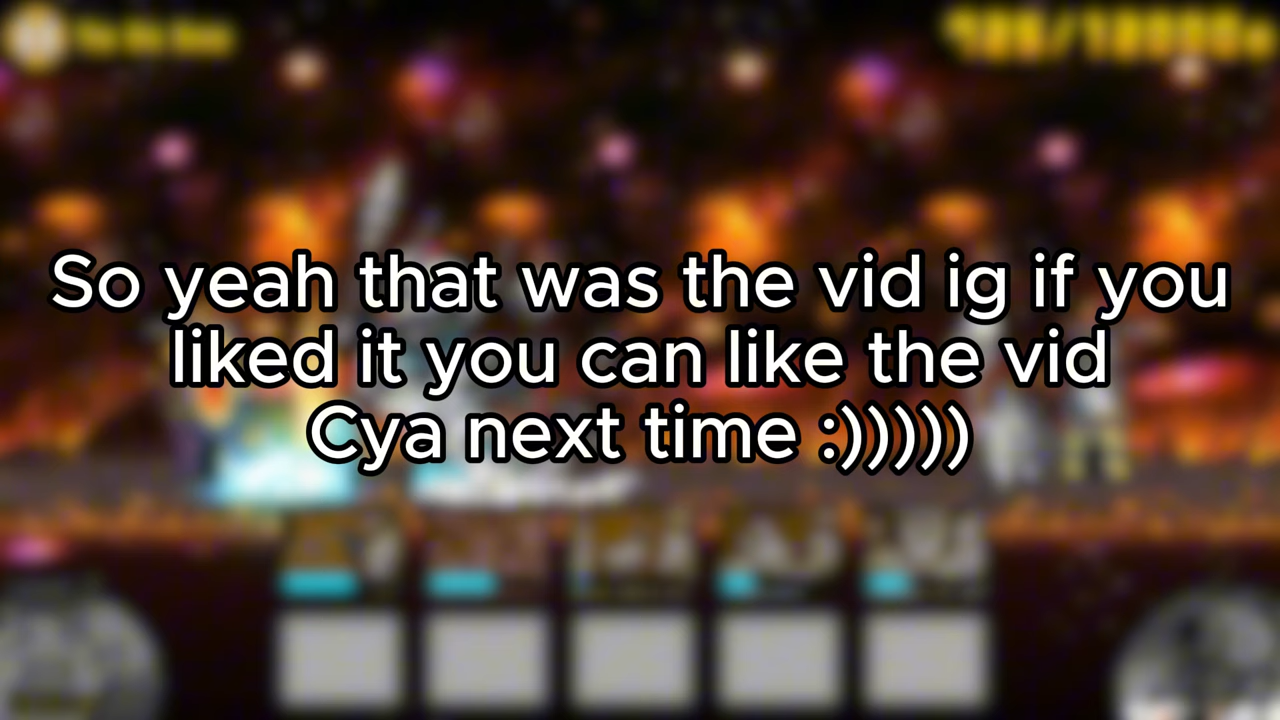 So yeah that was the vid ig if you
liked it you can like the vid
Cya next time :)))))